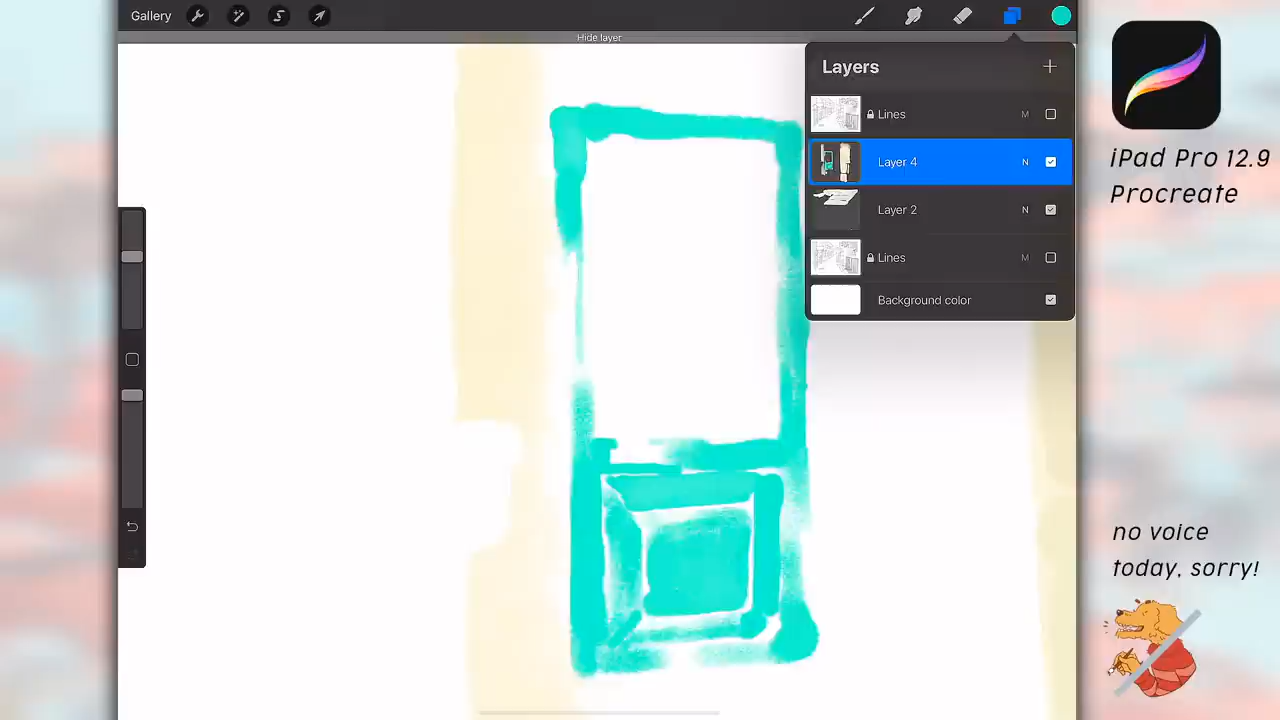 Gallery
Hide layer
Layers
Lines M
Layer 4 N
Layer 2 N
Lines M
Background color
iPad Pro 12.9
Procreate
no voice
today, sorry!